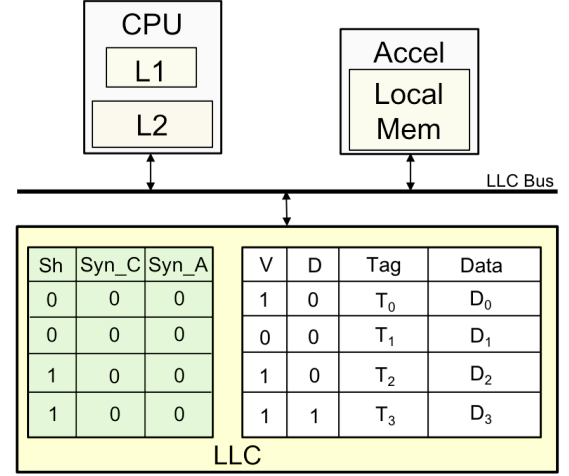 CPU
L1
L2
Accel
Local
Mem
LLC Bus
Sh Syn_C Syn_A V D Tag Data
0 0 0 1 0 T0 D0
0 0 0 0 0 T1 D1
1 0 0 1 0 T2 D2
1 0 0 1 1 T3 D3
LLC